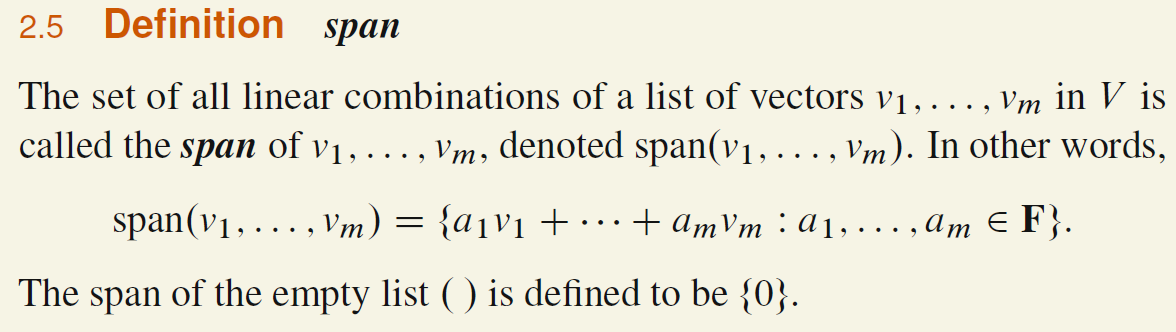 2.5 Definition span
The set of all linear combinations of a list of vectors v₁, . . . , vₘ in V is
called the span of v₁, . . . , vₘ, denoted span(v₁, . . . , vₘ). In other words,
span(v₁, . . . , vₘ) = {a₁v₁ + · · · + aₘvₘ : a₁, . . . , aₘ ∈ F}.
The span of the empty list ( ) is defined to be {0}.